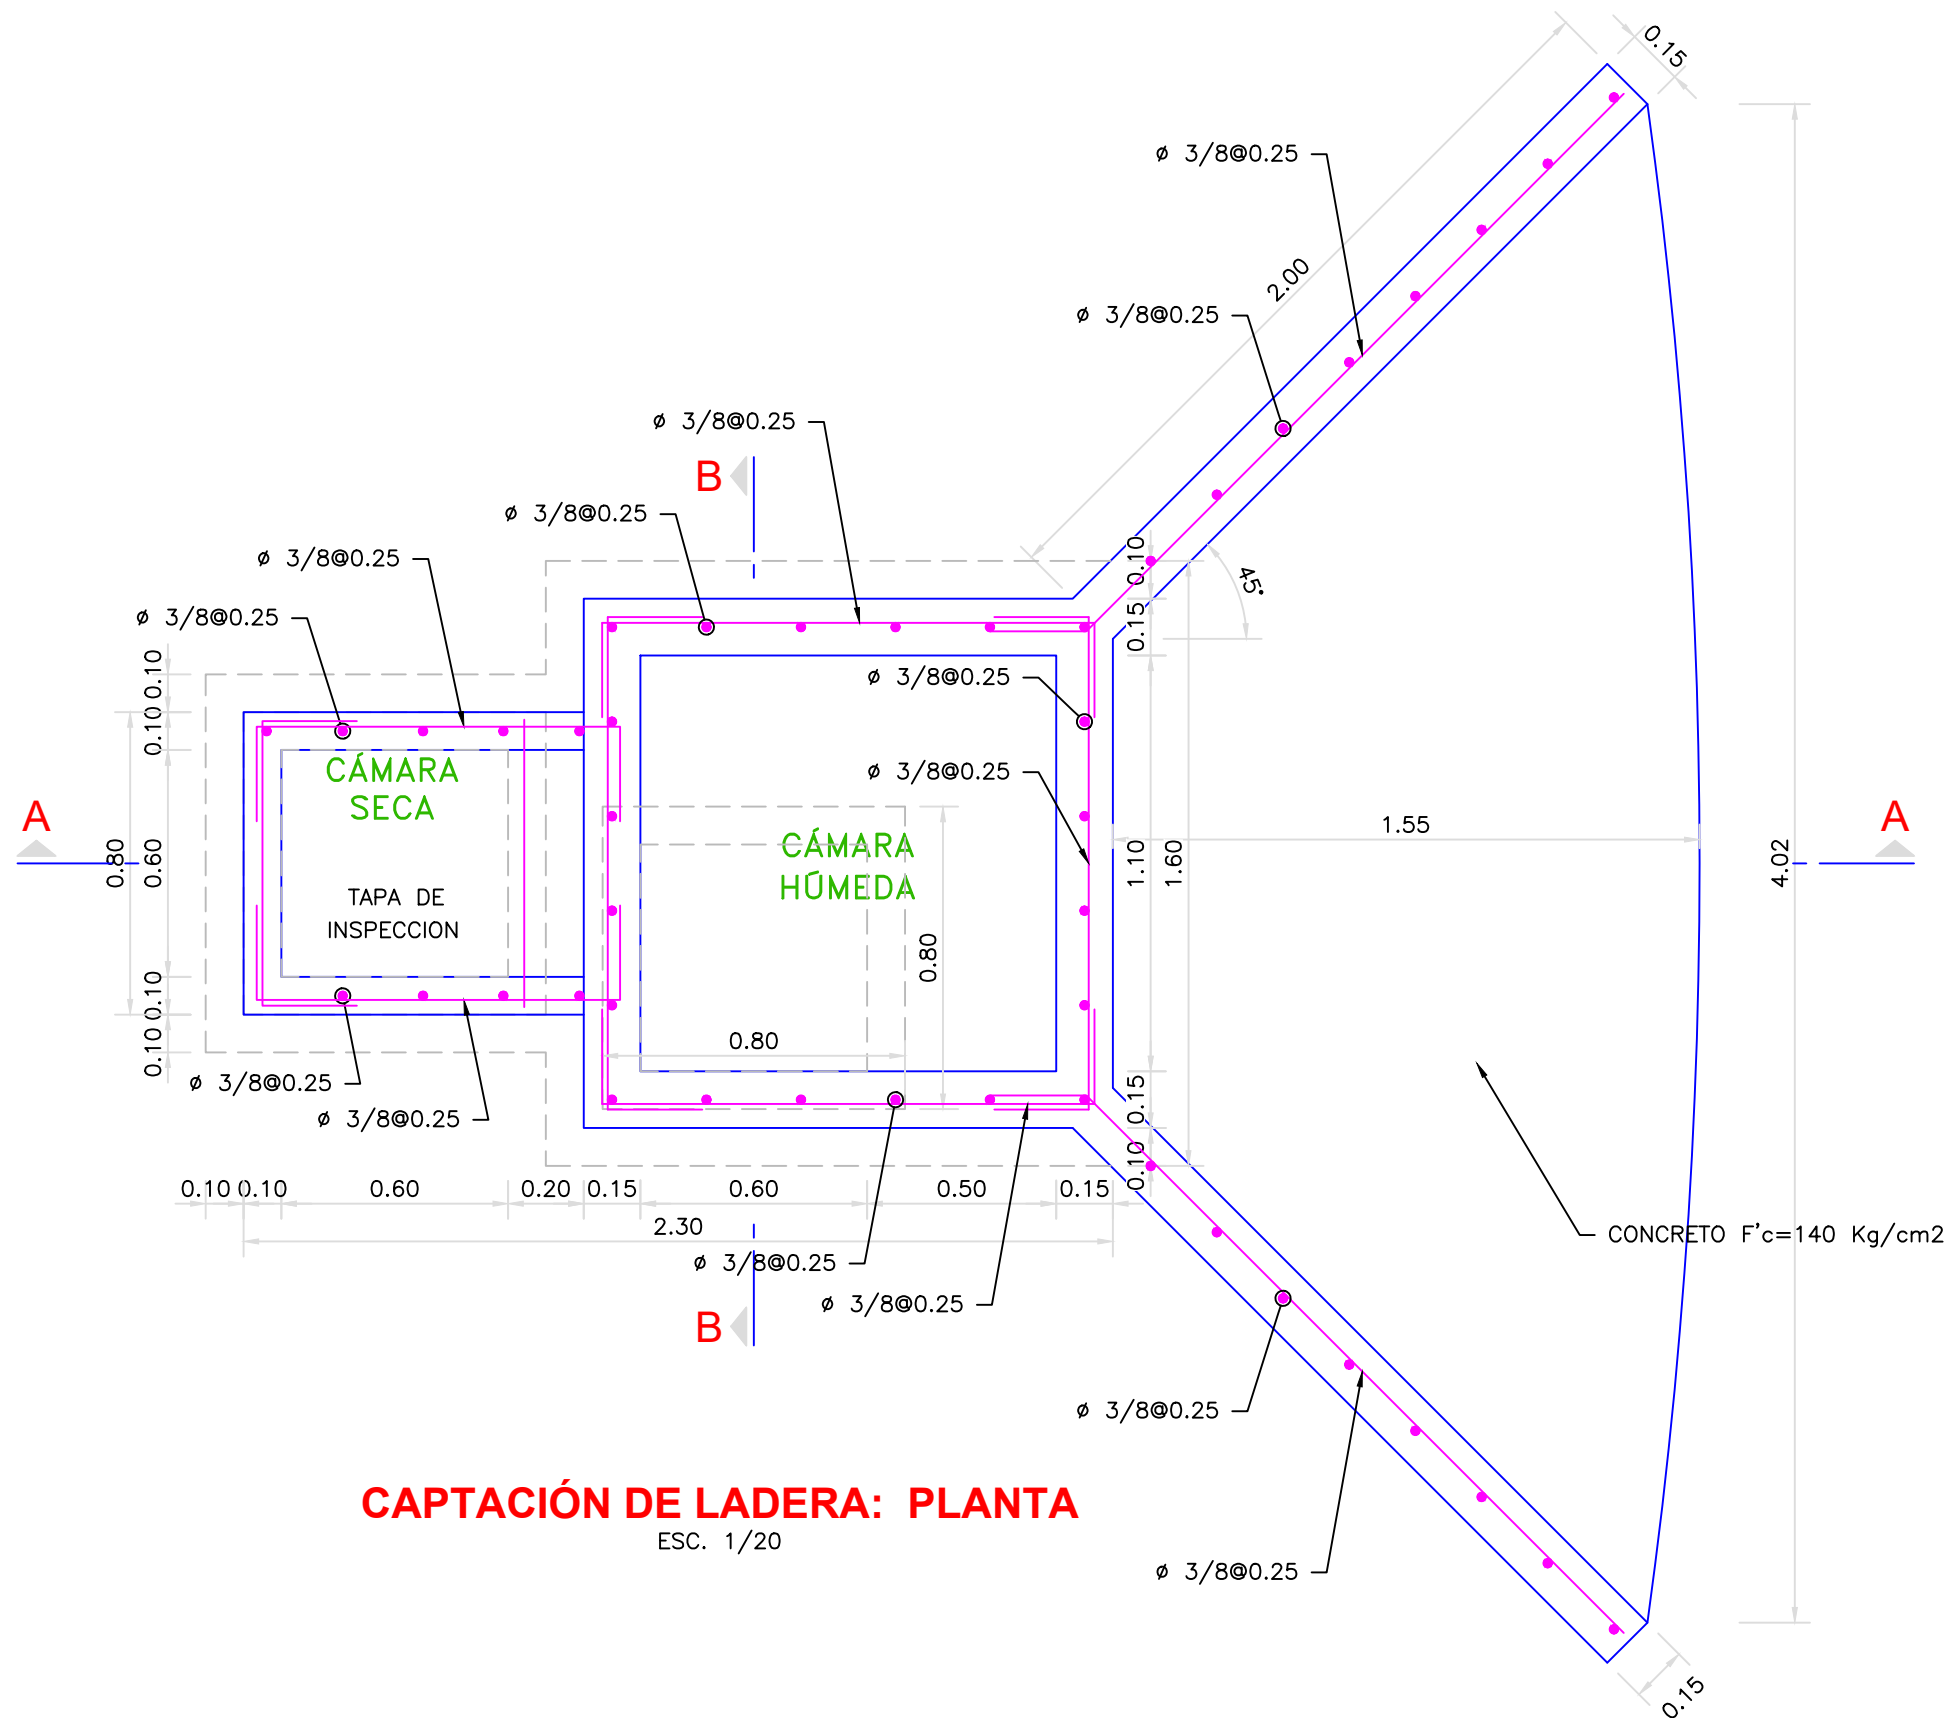 0.15
ø 3/8@0.25
2.00
ø 3/8@0.25
ø 3/8@0.25
B
ø 3/8@0.25
ø 3/8@0.25
0.10
45°
ø 3/8@0.25
0.15
0.10
ø 3/8@0.25
0.10
CÁMARA
SECA
ø 3/8@0.25
A
A
1.55
CÁMARA
HÚMEDA
0.80
0.60
1.10
1.60
4.02
TAPA DE
INSPECCION
0.80
0.10
0.10
0.80
ø 3/8@0.25
ø 3/8@0.25
0.15
0.10
0.10
0.10
0.60
0.20
0.15
0.60
0.50
0.15
2.30
CONCRETO F'c=140 Kg/cm2
ø 3/8@0.25
ø 3/8@0.25
B
ø 3/8@0.25
CAPTACIÓN DE LADERA: PLANTA
ESC. 1/20
ø 3/8@0.25
0.15